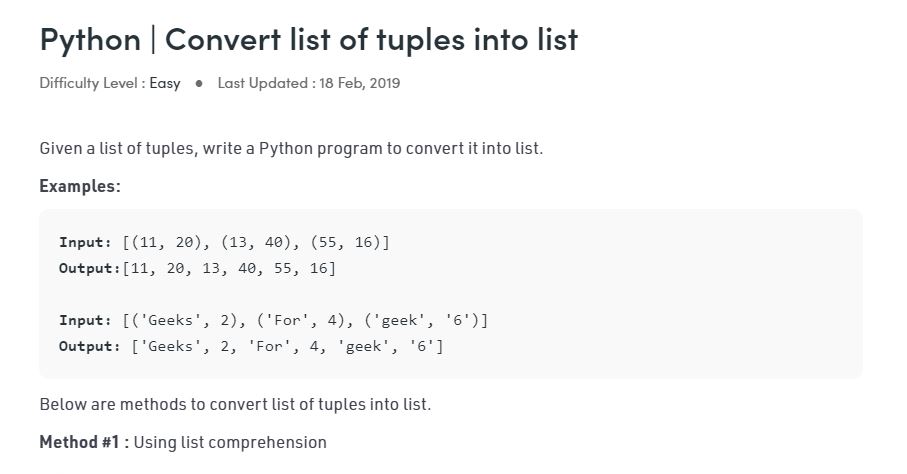 Python | Convert list of tuples into list
Difficulty Level : Easy ● Last Updated : 18 Feb, 2019
Given a list of tuples, write a Python program to convert it into list.
Examples:
Input: [(11, 20), (13, 40), (55, 16)]
Output:[11, 20, 13, 40, 55, 16]
Input: [('Geeks', 2), ('For', 4), ('geek', '6')]
Output: ['Geeks', 2, 'For', 4, 'geek', '6']
Below are methods to convert list of tuples into list.
Method #1 : Using list comprehension